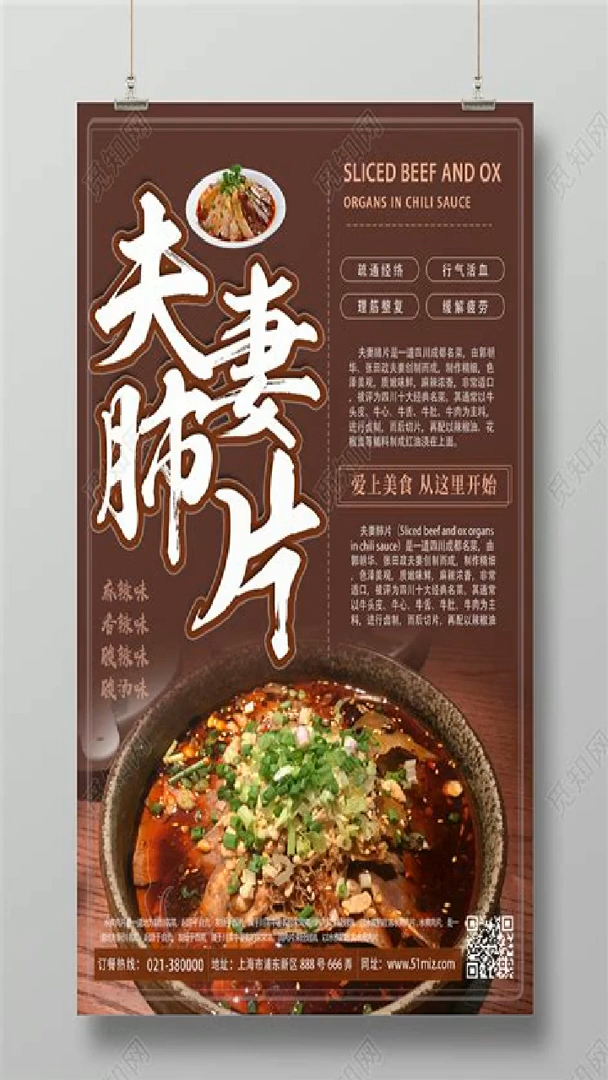 SLICED BEEF AND OX
ORGANS IN CHILI SAUCE
夫妻
肺片
疏通经络
行气活血
理筋整复
缓解疲劳
夫妻肺片是一道四川成都名菜，由郭朝
华、张田政夫妻创制而成，制作精细，色
泽美观，质嫩味鲜，麻辣浓香，非常适口
，被评为四川十大经典名菜。其通常以牛
头皮、牛心、牛舌、牛肚、牛肉为主料，
进行卤制，而后切片，再配以辣椒油、花
椒面等辅料制成红油浇在上面。
爱上美食 从这里开始
夫妻肺片（Sliced beef and ox organs
in chili sauce）是一道四川成都名菜，由
郭朝华、张田政夫妻创制而成，制作精细
，色泽美观，质嫩味鲜，麻辣浓香，非常
适口，被评为四川十大经典名菜。其通常
以牛头皮、牛心、牛舌、牛肚、牛肉为主
料，进行卤制，而后切片，再配以辣椒油
麻辣味
香辣味
酸辣味
酸汤味
订餐热线： 021-380000 地址：上海市浦东新区 888 号 666 弄 网址：www.51miz.com
觅知网